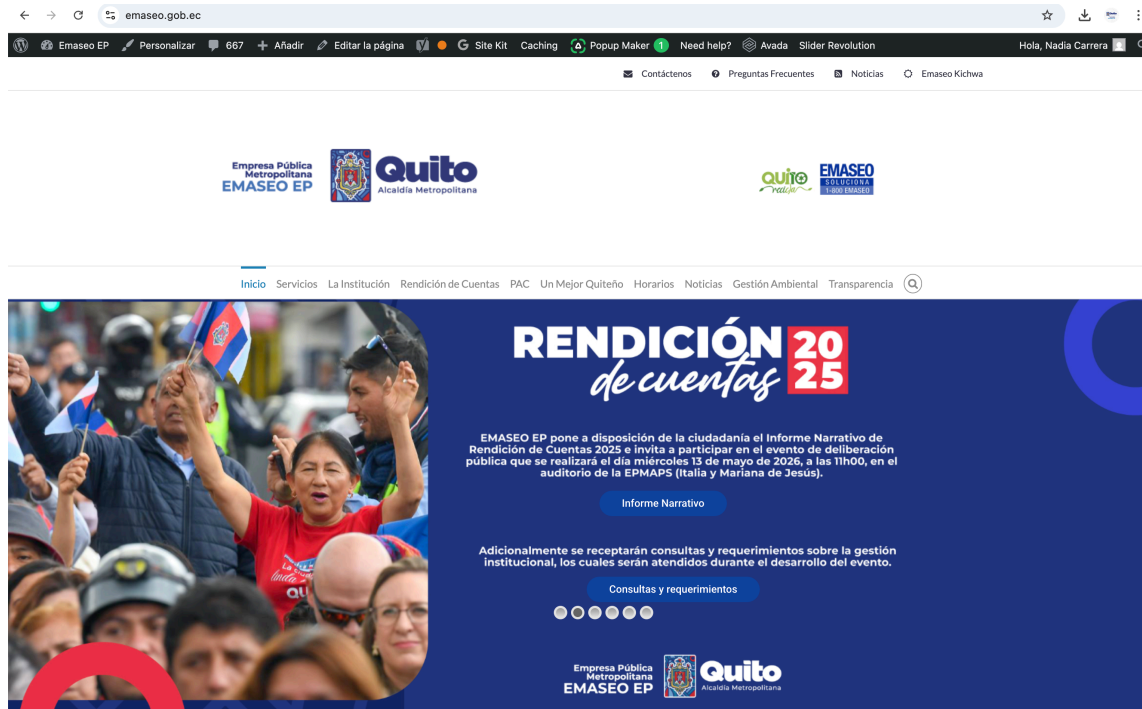 emaseo.gob.ec
Emaseo EP Personalizar 667 Añadir Editar la página Site Kit Caching Popup Maker 1 Need help? Avada Slider Revolution Hola, Nadia Carrera
Contáctenos Preguntas Frecuentes Noticias Emaseo Kichwa
Empresa Pública
Metropolitana
EMASEO EP
Quito
Alcaldía Metropolitana
QUITO
recicla
EMASEO
SOLUCIONA
1-800 EMASEO
Inicio Servicios La Institución Rendición de Cuentas PAC Un Mejor Quiteño Horarios Noticias Gestión Ambiental Transparencia
RENDICIÓN
de cuentas
20
25
EMASEO EP pone a disposición de la ciudadanía el Informe Narrativo de
Rendición de Cuentas 2025 e invita a participar en el evento de deliberación
pública que se realizará el día miércoles 13 de mayo de 2026, a las 11h00, en el
auditorio de la EPMAPS (Italia y Mariana de Jesús).
Informe Narrativo
Adicionalmente se receptarán consultas y requerimientos sobre la gestión
institucional, los cuales serán atendidos durante el desarrollo del evento.
Consultas y requerimientos
Empresa Pública
Metropolitana
EMASEO EP
Quito
Alcaldía Metropolitana